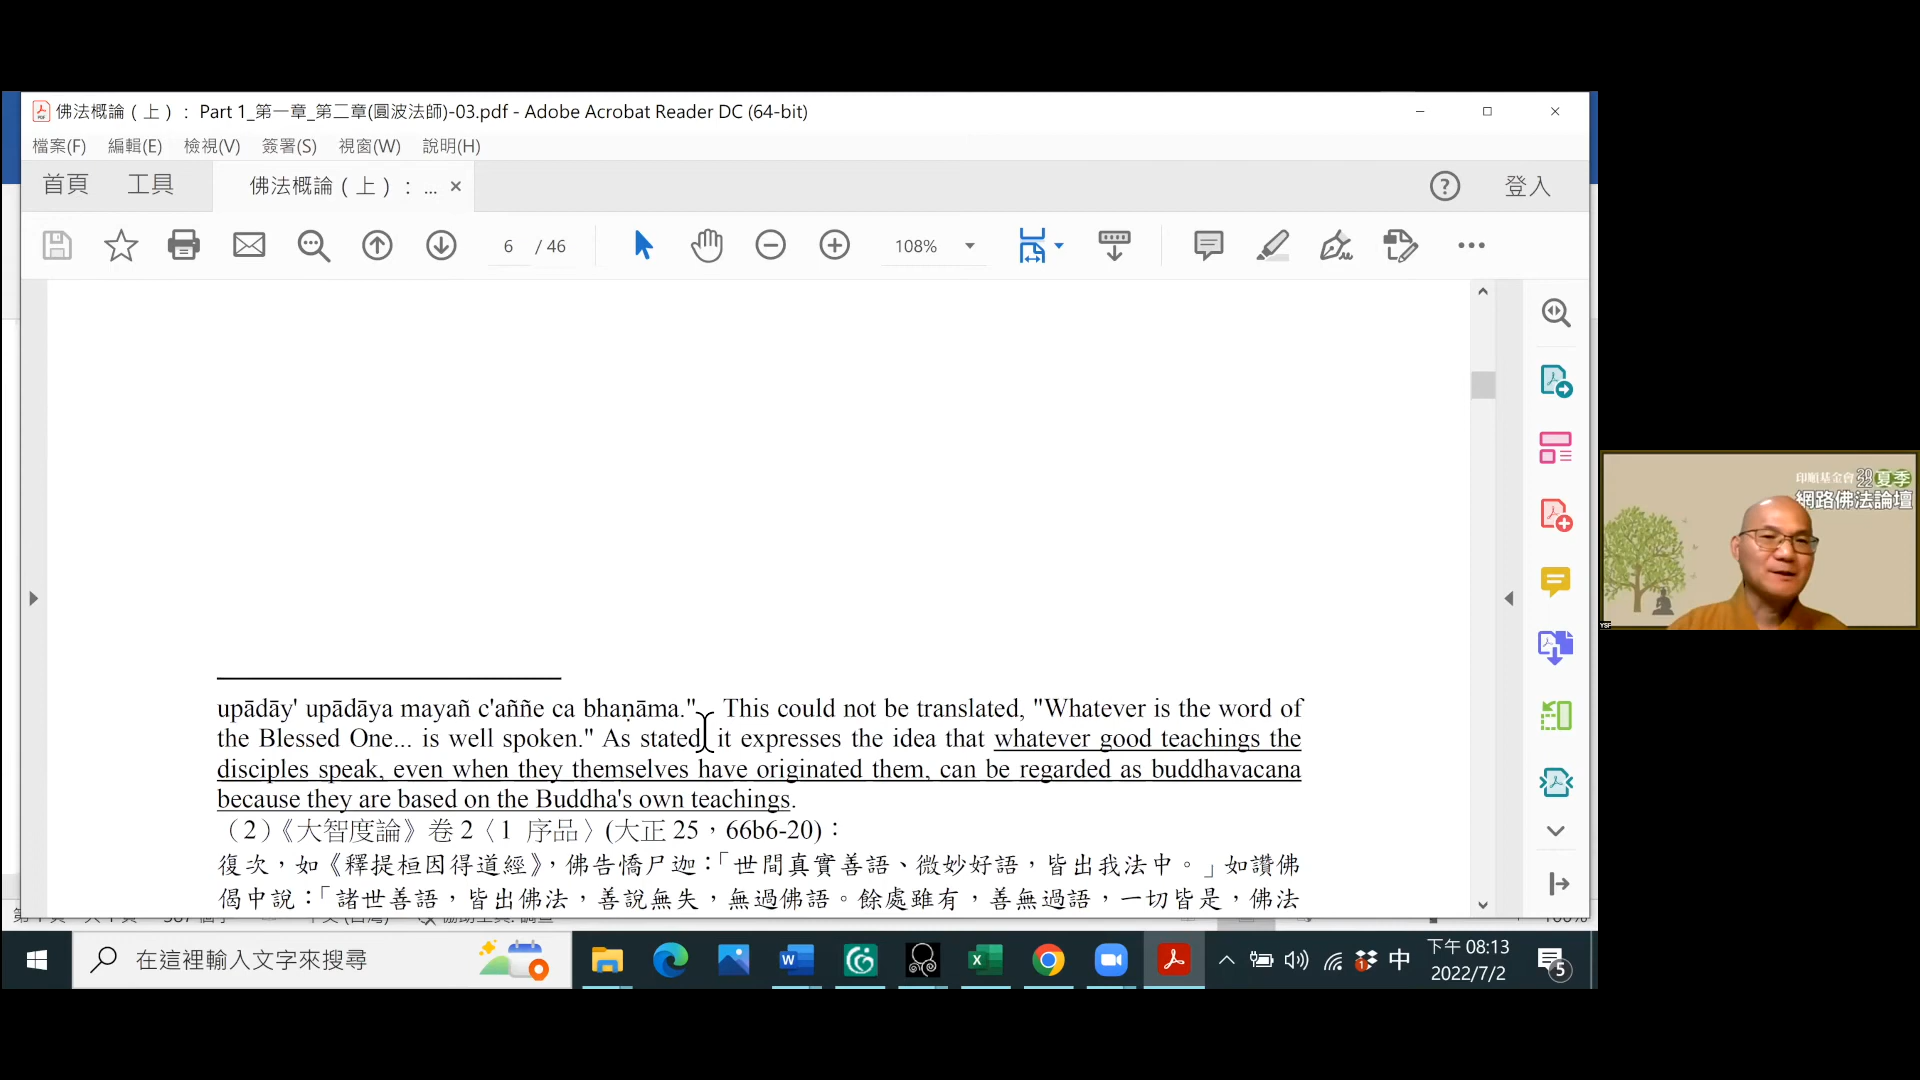 佛法概論（上）： Part 1_第一章_第二章(圓波法師)-03.pdf - Adobe Acrobat Reader DC (64-bit)
檔案(F) 編輯(E) 檢視(V) 簽署(S) 視窗(W) 說明(H)
首頁 工具 佛法概論（上）： ... × ? 登入
6 / 46 108%
upādāy' upādāya mayañ c'aññe ca bhaṇāma." This could not be translated, "Whatever is the word of
the Blessed One... is well spoken." As stated, it expresses the idea that whatever good teachings the
disciples speak, even when they themselves have originated them, can be regarded as buddhavacana
because they are based on the Buddha's own teachings.
（2）《大智度論》卷 2〈1 序品〉(大正 25，66b6-20)：
復次，如《釋提桓因得道經》，佛告憍尸迦：「世間真實善語、微妙好語，皆出我法中。」如讚佛
偈中說：「諸世善語，皆出佛法，善說無失，無過佛語。餘處雖有，善無過語，一切皆是，佛法
印順基金會 2022 夏季
網路佛法論壇
YSF
在這裡輸入文字來搜尋
中
下午 08:13
2022/7/2
5